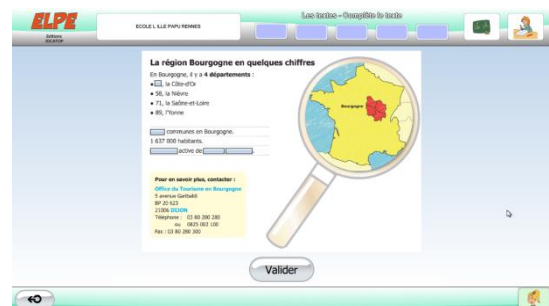 ELPE
Editions
JOCATOP
ECOLE L ILLE PAPU RENNES
Les textes - Complète le texte
La région Bourgogne en quelques chiffres
En Bourgogne, il y a 4 départements :
• , la Côte-d'Or
• 58, la Nièvre
• 71, la Saône-et-Loire
• 89, l'Yonne
communes en Bourgogne.
1 637 000 habitants.
active de .
Bourgogne
Pour en savoir plus, contacter :
Office du Tourisme en Bourgogne
5 avenue Garibaldi
BP 20 623
21006 DIJON
Téléphone : 03 80 280 280
ou 0825 002 100
Fax : 03 80 280 300
Valider